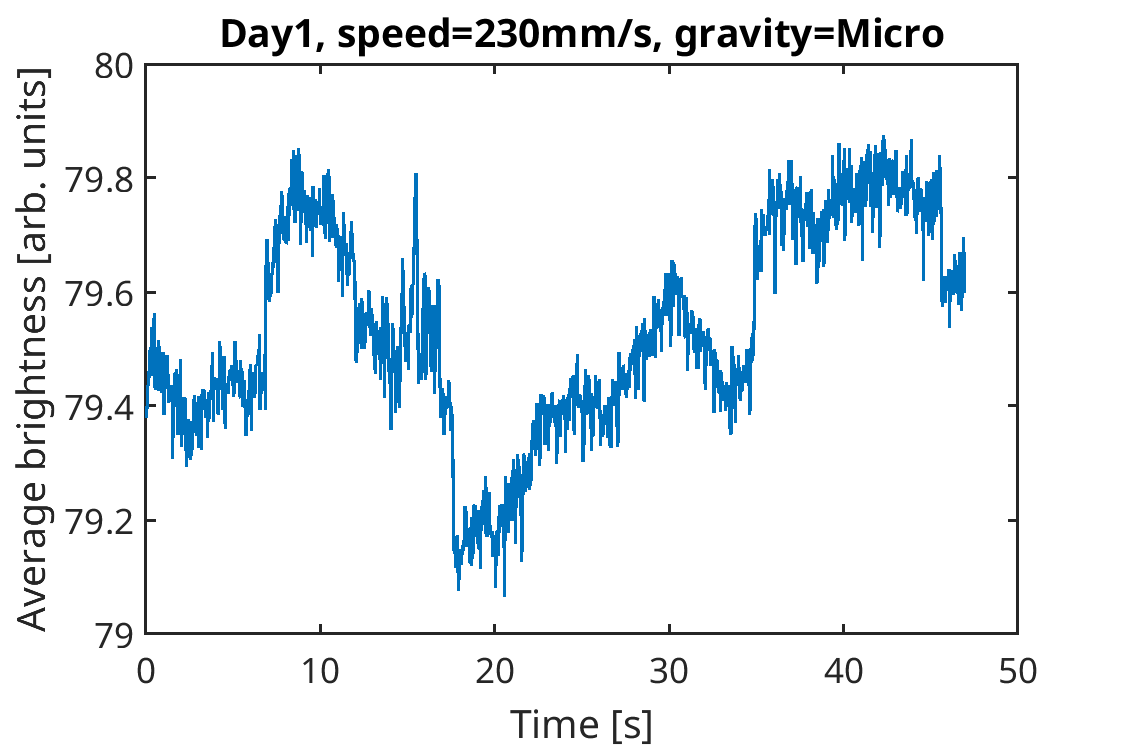 Day1, speed=230mm/s, gravity=Micro
Average brightness [arb. units]
80
79.8
79.6
79.4
79.2
79
0 10 20 30 40 50
Time [s]